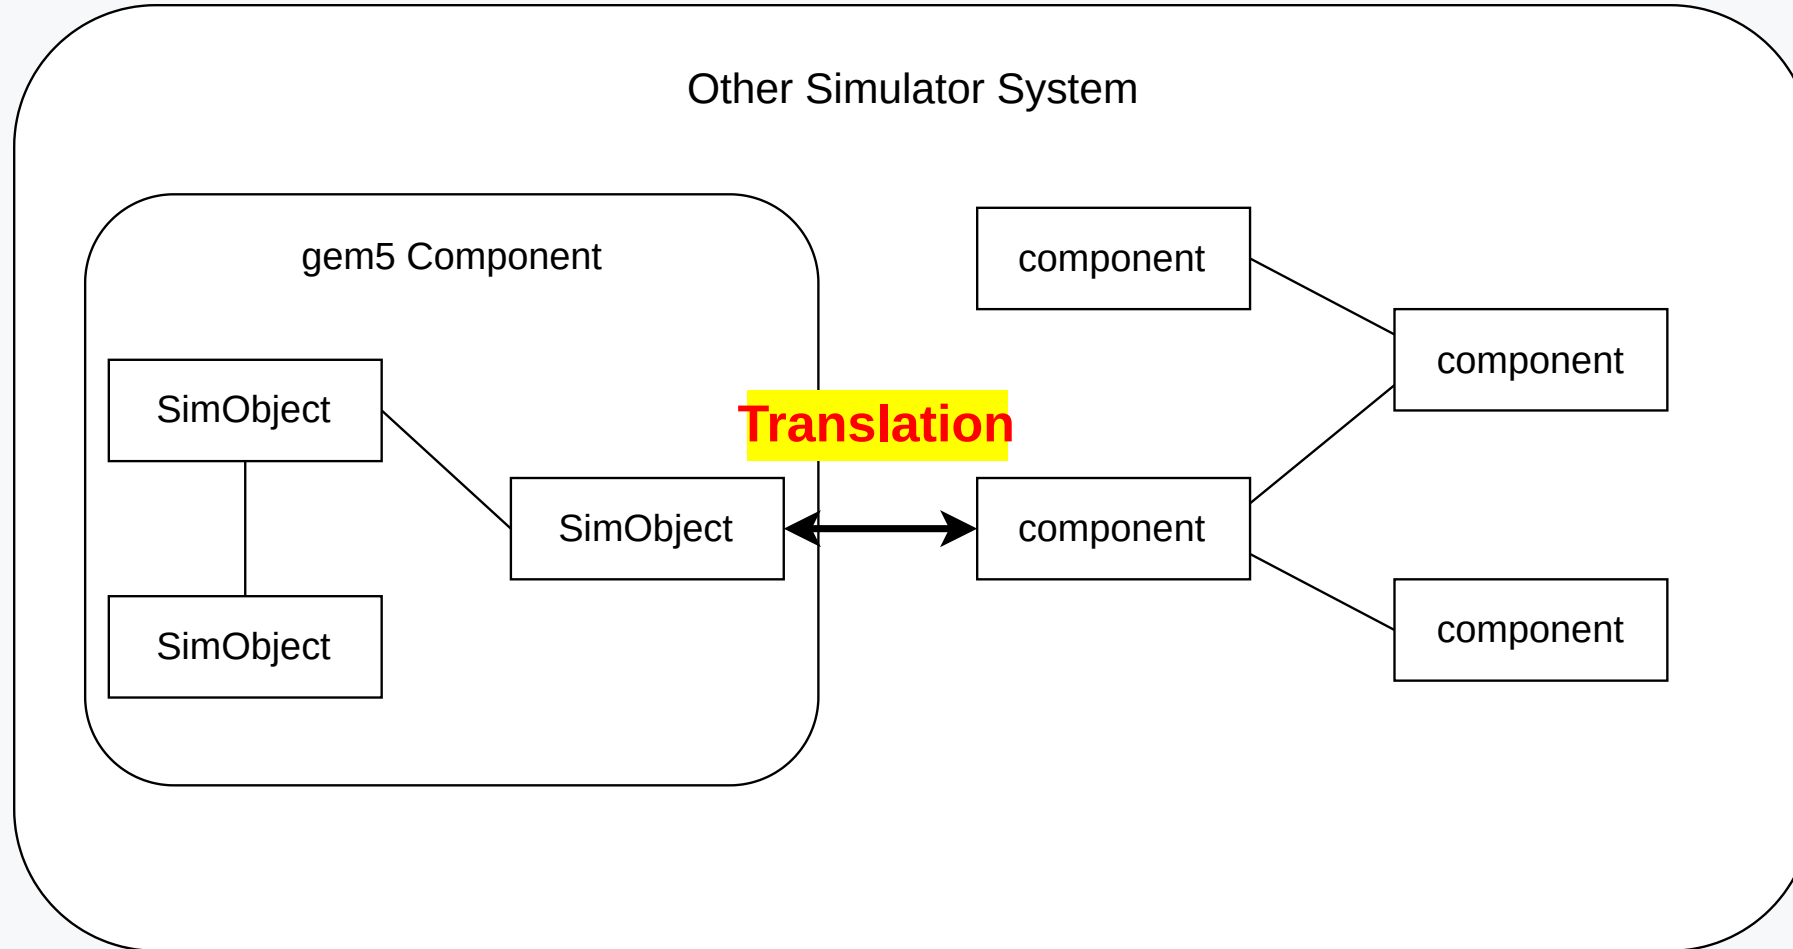 Other Simulator System
gem5 Component
component
component
SimObject
Translation
SimObject
component
SimObject
component